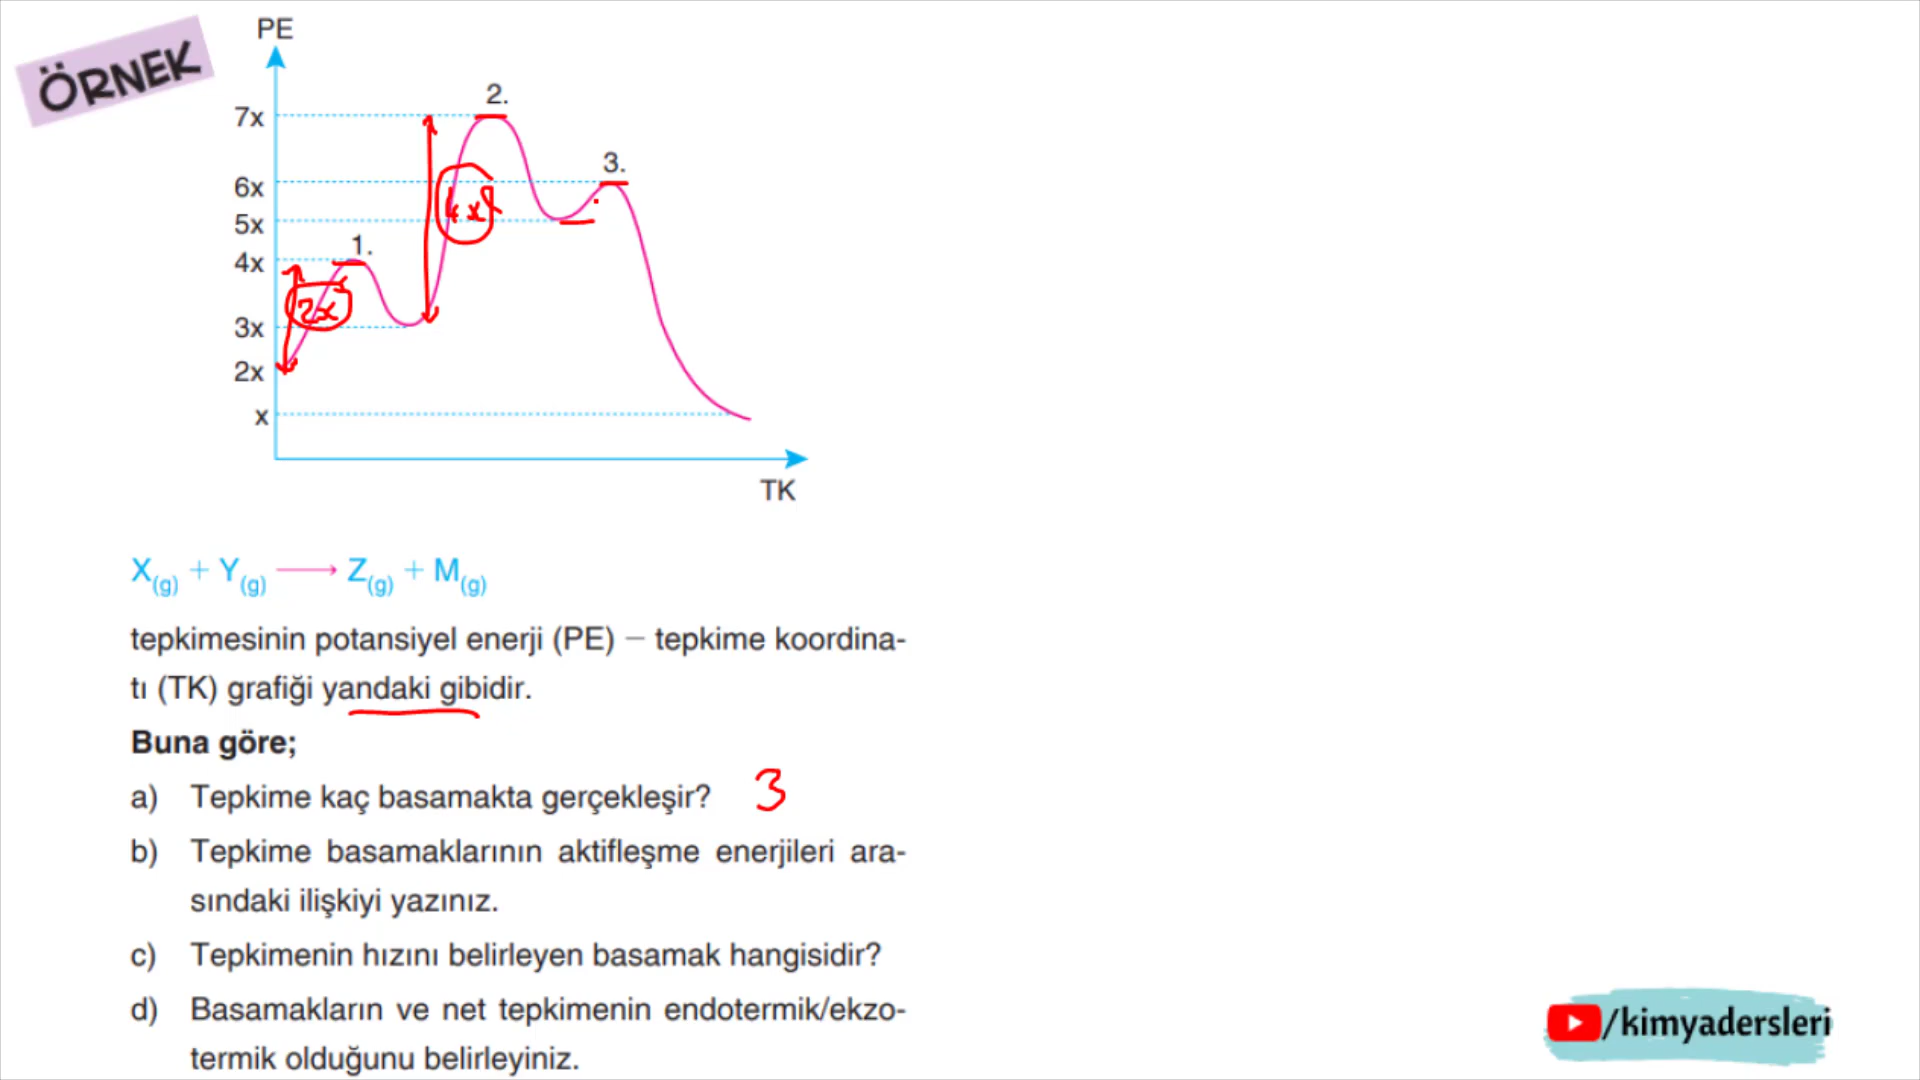 ÖRNEK
PE
7x
6x
5x
4x
3x
2x
x
1.
2.
3.
2x
4x
TK
X(g) + Y(g) ⟶ Z(g) + M(g)
tepkimesinin potansiyel enerji (PE) − tepkime koordina-
tı (TK) grafiği yandaki gibidir.
Buna göre;
a) Tepkime kaç basamakta gerçekleşir? 3
b) Tepkime basamaklarının aktifleşme enerjileri ara-
sındaki ilişkiyi yazınız.
c) Tepkimenin hızını belirleyen basamak hangisidir?
d) Basamakların ve net tepkimenin endotermik/ekzo-
termik olduğunu belirleyiniz.
/kimyadersleri